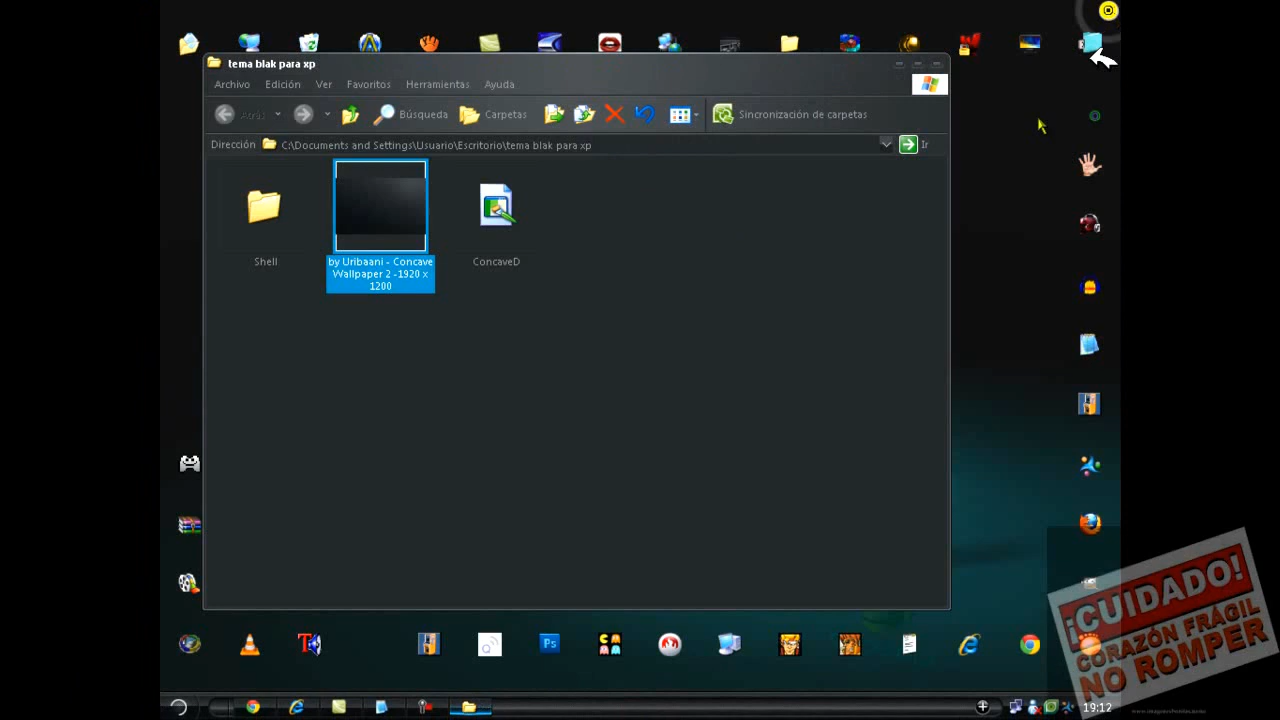 tema blak para xp
Archivo Edición Ver Favoritos Herramientas Ayuda
Atrás Búsqueda Carpetas Sincronización de carpetas
Dirección C:\Documents and Settings\Usuario\Escritorio\tema blak para xp Ir
Shell
by Uribaani - Concave
Wallpaper 2 -1920 x
1200
ConcaveD
Ps
¡CUIDADO!
CORAZÓN FRÁGIL
NO ROMPER
19:12